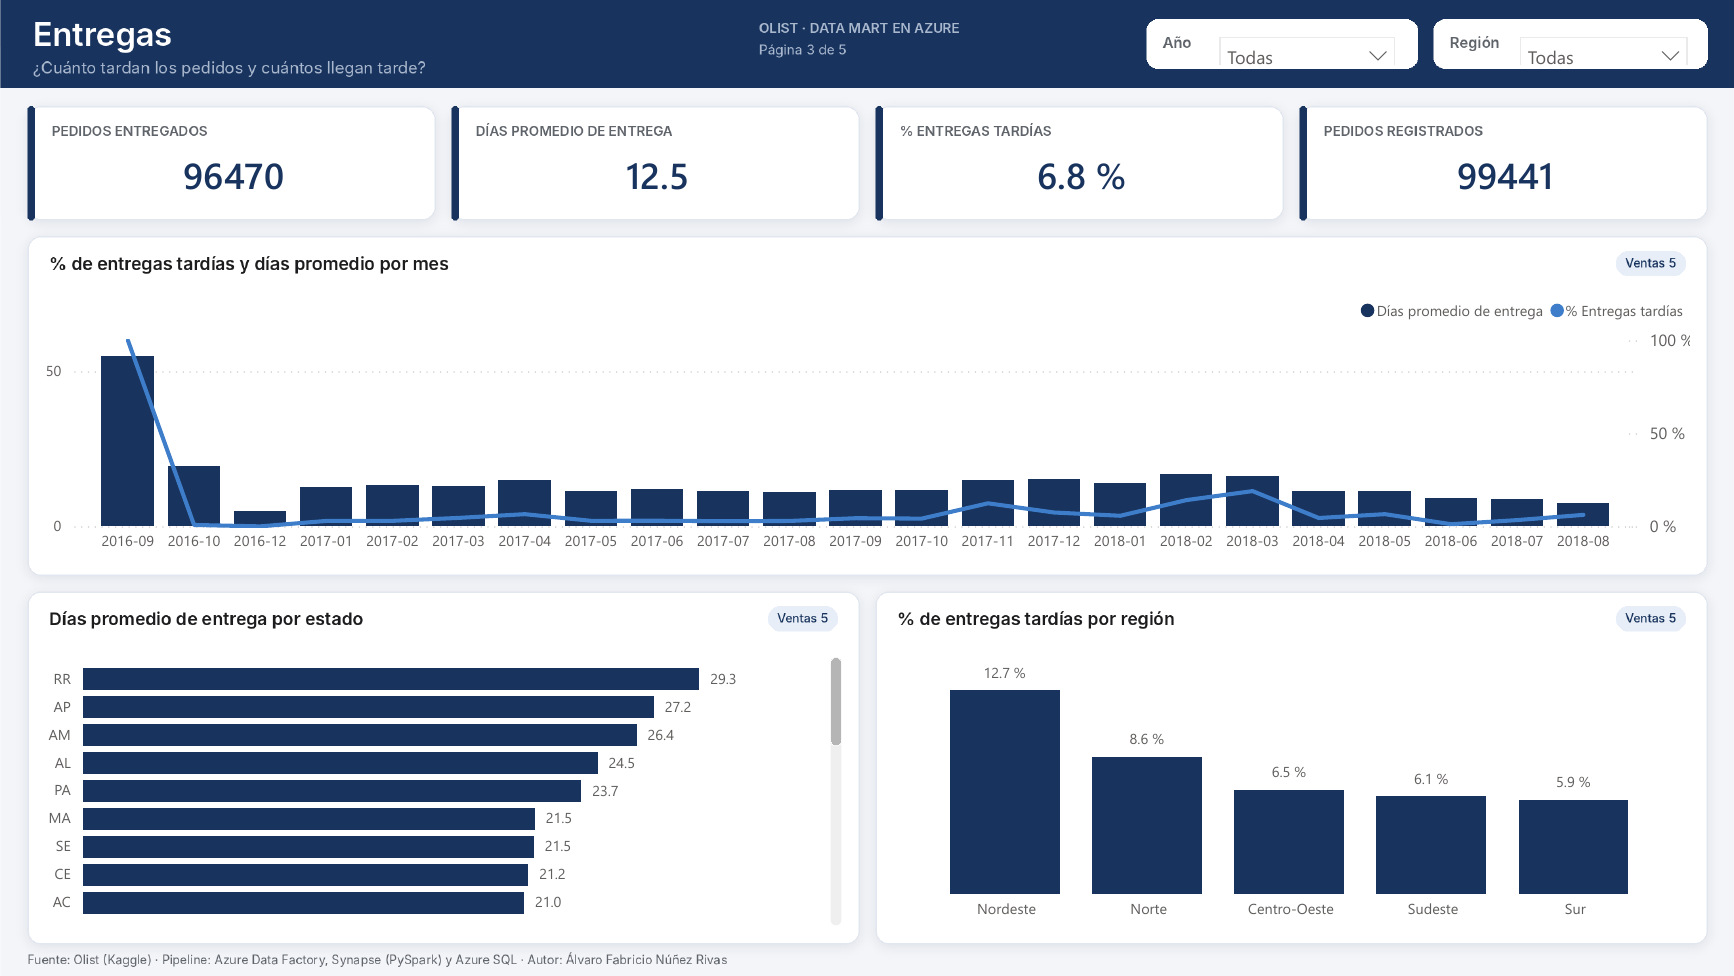 Entregas
¿Cuánto tardan los pedidos y cuántos llegan tarde?
OLIST · DATA MART EN AZURE
Página 3 de 5
Año
Todas
Región
Todas
PEDIDOS ENTREGADOS
96470
DÍAS PROMEDIO DE ENTREGA
12.5
% ENTREGAS TARDÍAS
6.8 %
PEDIDOS REGISTRADOS
99441
% de entregas tardías y días promedio por mes
Ventas 5
Días promedio de entrega % Entregas tardías
100 %
50
50 %
0
0 %
2016-09 2016-10 2016-12 2017-01 2017-02 2017-03 2017-04 2017-05 2017-06 2017-07 2017-08 2017-09 2017-10 2017-11 2017-12 2018-01 2018-02 2018-03 2018-04 2018-05 2018-06 2018-07 2018-08
Días promedio de entrega por estado
Ventas 5
RR 29.3
AP 27.2
AM 26.4
AL 24.5
PA 23.7
MA 21.5
SE 21.5
CE 21.2
AC 21.0
% de entregas tardías por región
Ventas 5
12.7 %
8.6 %
6.5 %
6.1 %
5.9 %
Nordeste Norte Centro-Oeste Sudeste Sur
Fuente: Olist (Kaggle) · Pipeline: Azure Data Factory, Synapse (PySpark) y Azure SQL · Autor: Álvaro Fabricio Núñez Rivas